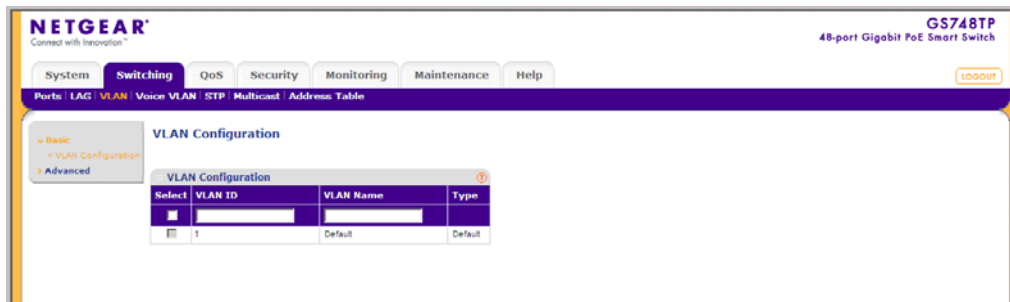 NETGEAR®
Connect with Innovation™
GS748TP
48-port Gigabit PoE Smart Switch
System Switching QoS Security Monitoring Maintenance Help
LOGOUT
Ports LAG VLAN Voice VLAN STP Multicast Address Table
Basic
VLAN Configuration
Advanced
VLAN Configuration
VLAN Configuration ?
Select VLAN ID VLAN Name Type
1 Default Default